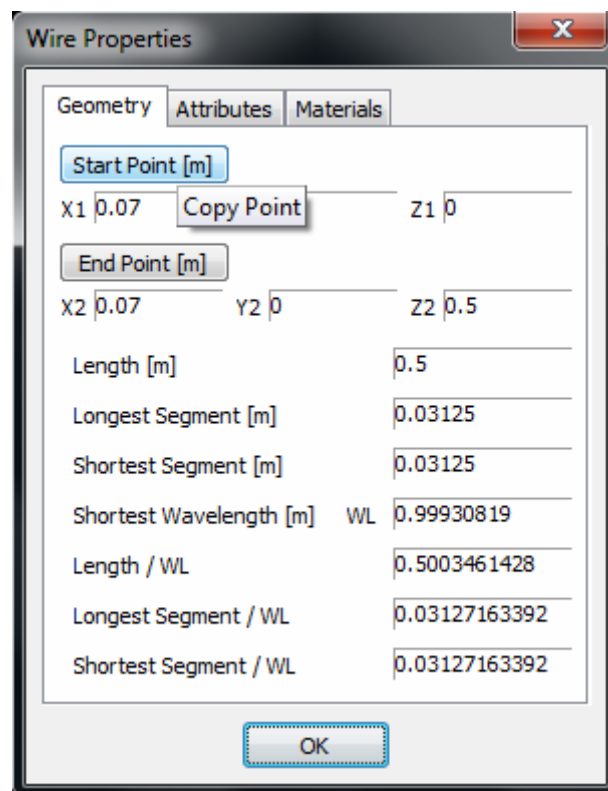 Wire Properties
Geometry Attributes Materials
Start Point [m]
X1 0.07 Copy Point Z1 0
End Point [m]
X2 0.07 Y2 0 Z2 0.5
Length [m] 0.5
Longest Segment [m] 0.03125
Shortest Segment [m] 0.03125
Shortest Wavelength [m] WL 0.99930819
Length / WL 0.5003461428
Longest Segment / WL 0.03127163392
Shortest Segment / WL 0.03127163392
OK